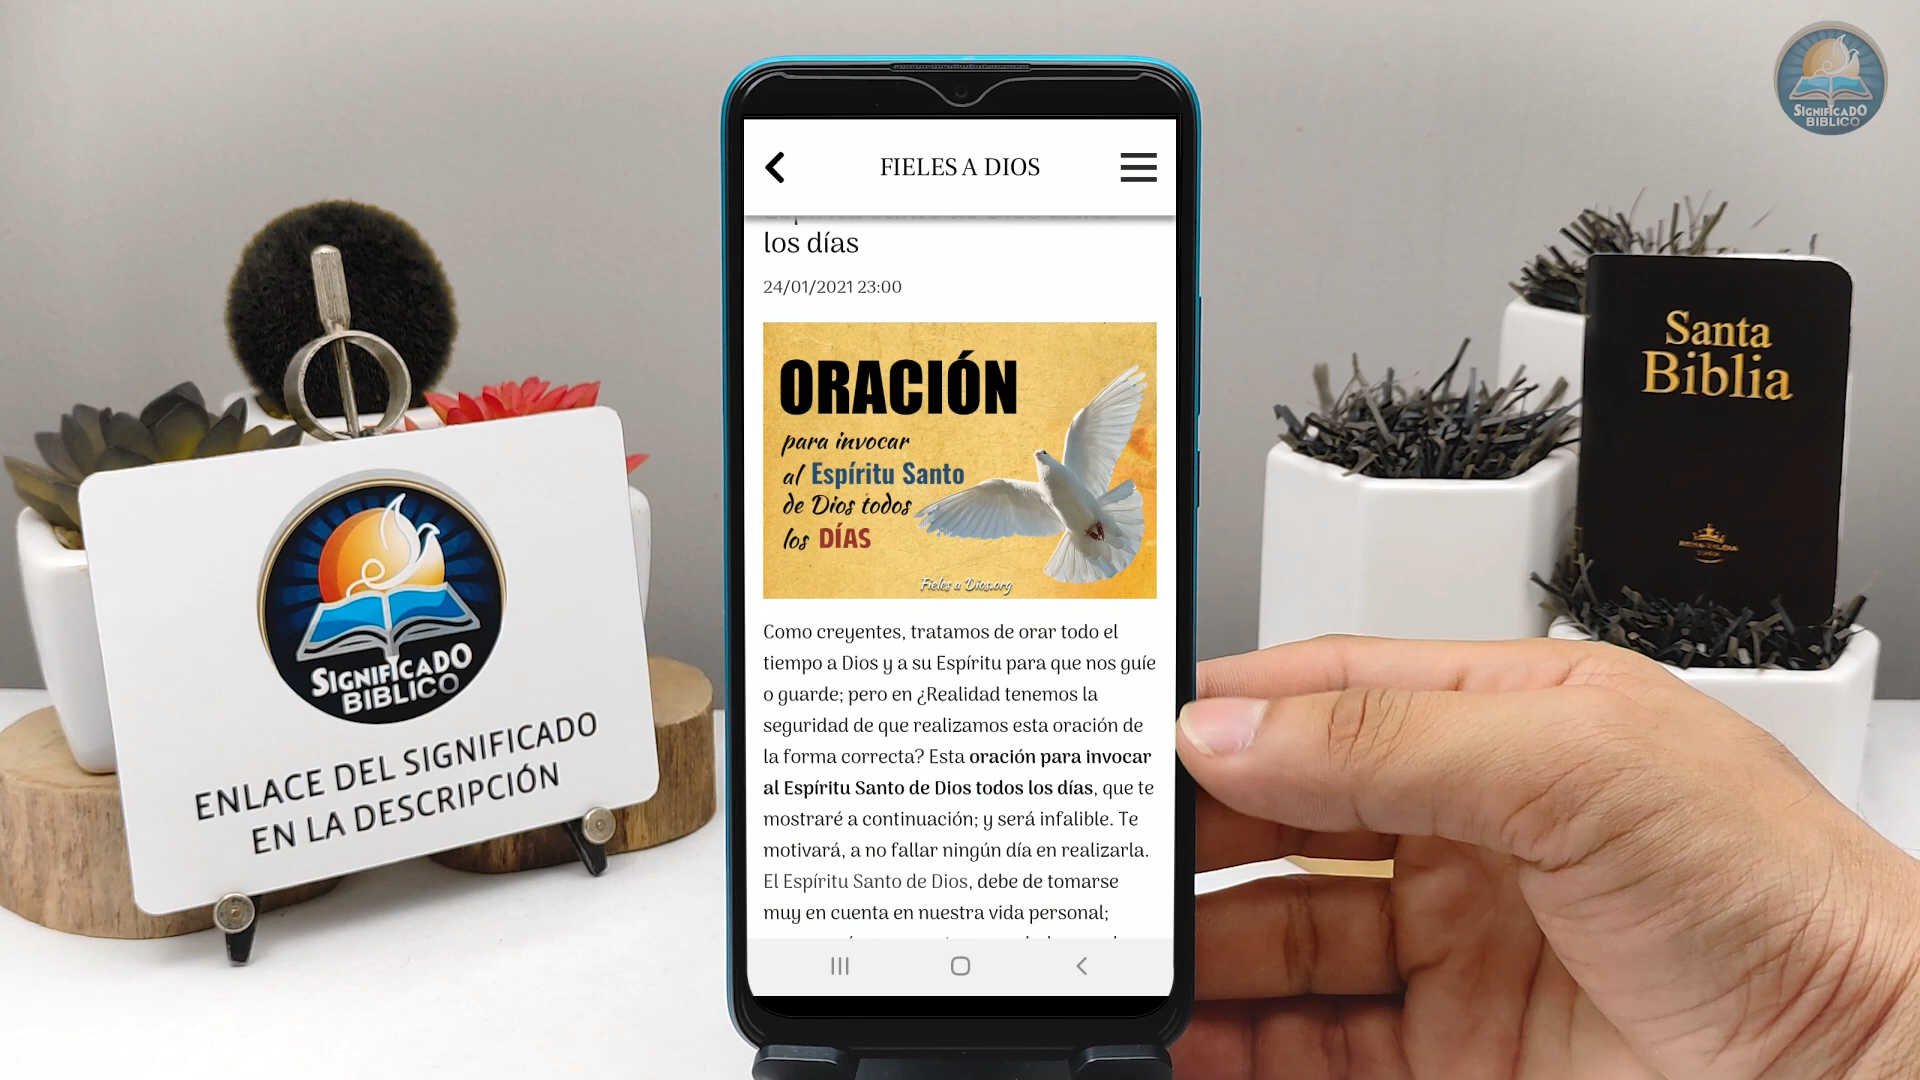 SIGNIFICADO
BIBLICO
FIELES A DIOS
los días
24/01/2021 23:00
ORACIÓN
para invocar
al Espíritu Santo
de Dios todos
los DÍAS
Fieles a Dios.org
Como creyentes, tratamos de orar todo el
tiempo a Dios y a su Espíritu para que nos guíe
o guarde; pero en ¿Realidad tenemos la
seguridad de que realizamos esta oración de
la forma correcta? Esta oración para invocar
al Espíritu Santo de Dios todos los días, que te
mostraré a continuación; y será infalible. Te
motivará, a no fallar ningún día en realizarla.
El Espíritu Santo de Dios, debe de tomarse
muy en cuenta en nuestra vida personal;
SIGNIFICADO
BIBLICO
ENLACE DEL SIGNIFICADO
EN LA DESCRIPCIÓN
Santa
Biblia